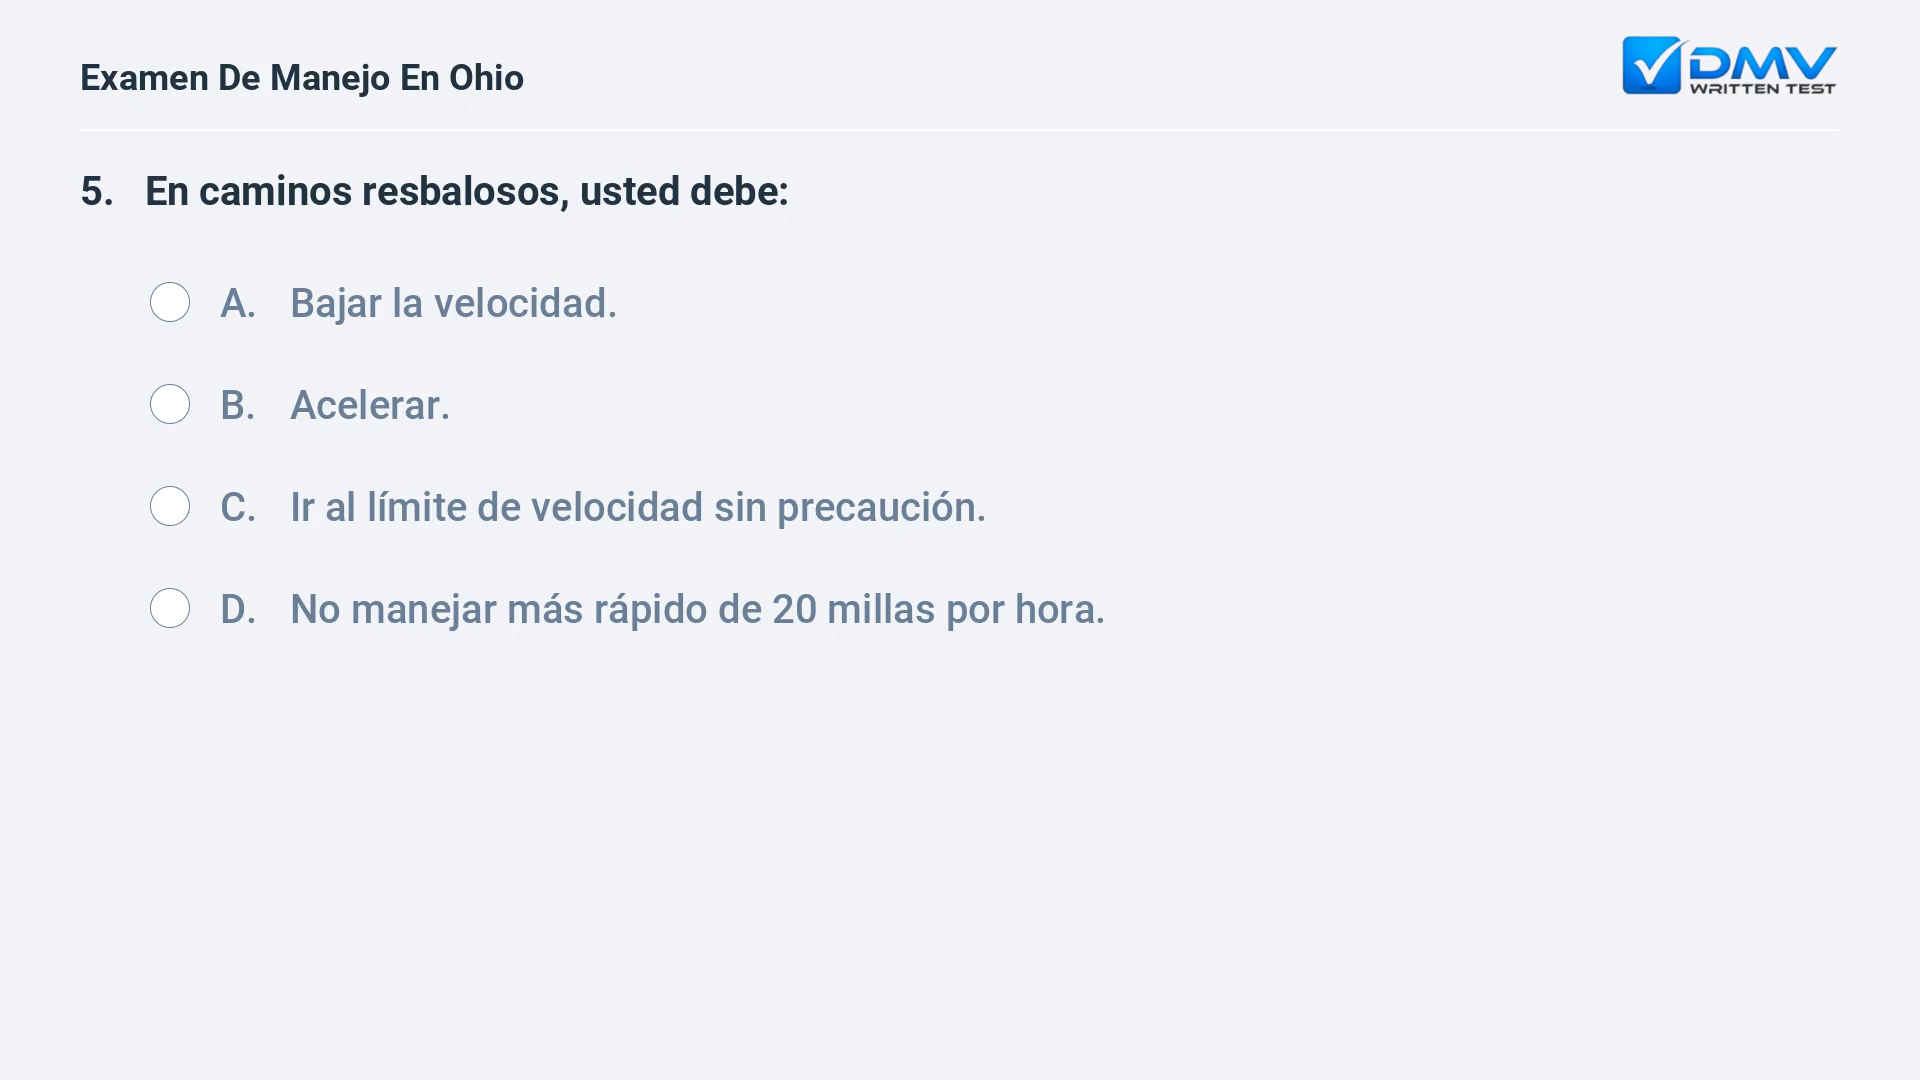 Examen De Manejo En Ohio
DMV
WRITTEN TEST
5. En caminos resbalosos, usted debe:
A. Bajar la velocidad.
B. Acelerar.
C. Ir al límite de velocidad sin precaución.
D. No manejar más rápido de 20 millas por hora.